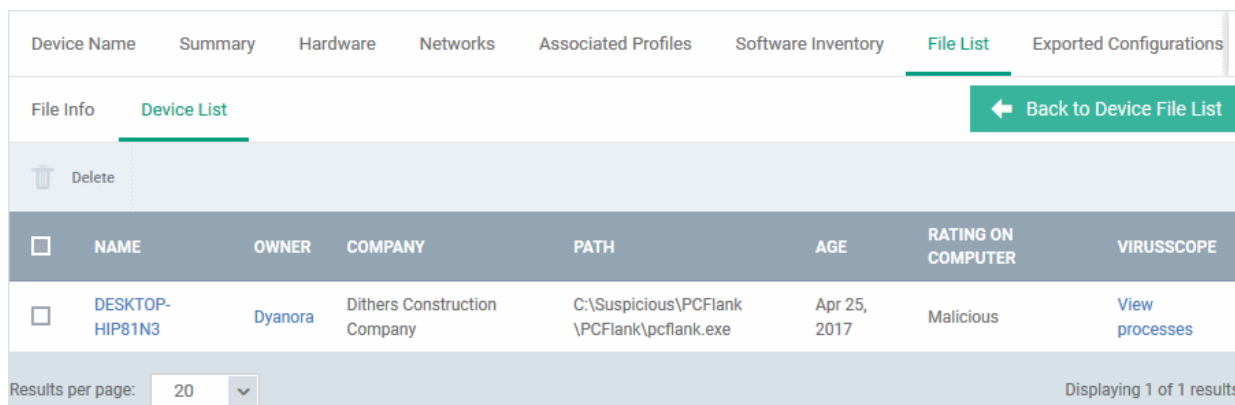 Device Name Summary Hardware Networks Associated Profiles Software Inventory File List Exported Configurations
File Info Device List Back to Device File List
Delete
NAME OWNER COMPANY PATH AGE RATING ON COMPUTER VIRUSSCOPE
DESKTOP-HIP81N3 Dyanora Dithers Construction Company C:\Suspicious\PCFlank\PCFlank\pcflank.exe Apr 25, 2017 Malicious View processes
Results per page: 20 Displaying 1 of 1 results